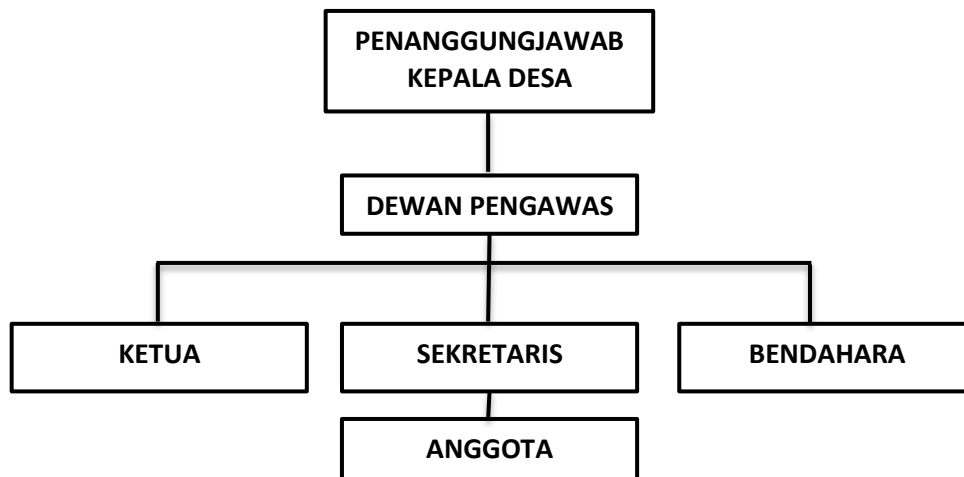 PENANGGUNGJAWAB
KEPALA DESA
DEWAN PENGAWAS
KETUA
SEKRETARIS
BENDAHARA
ANGGOTA